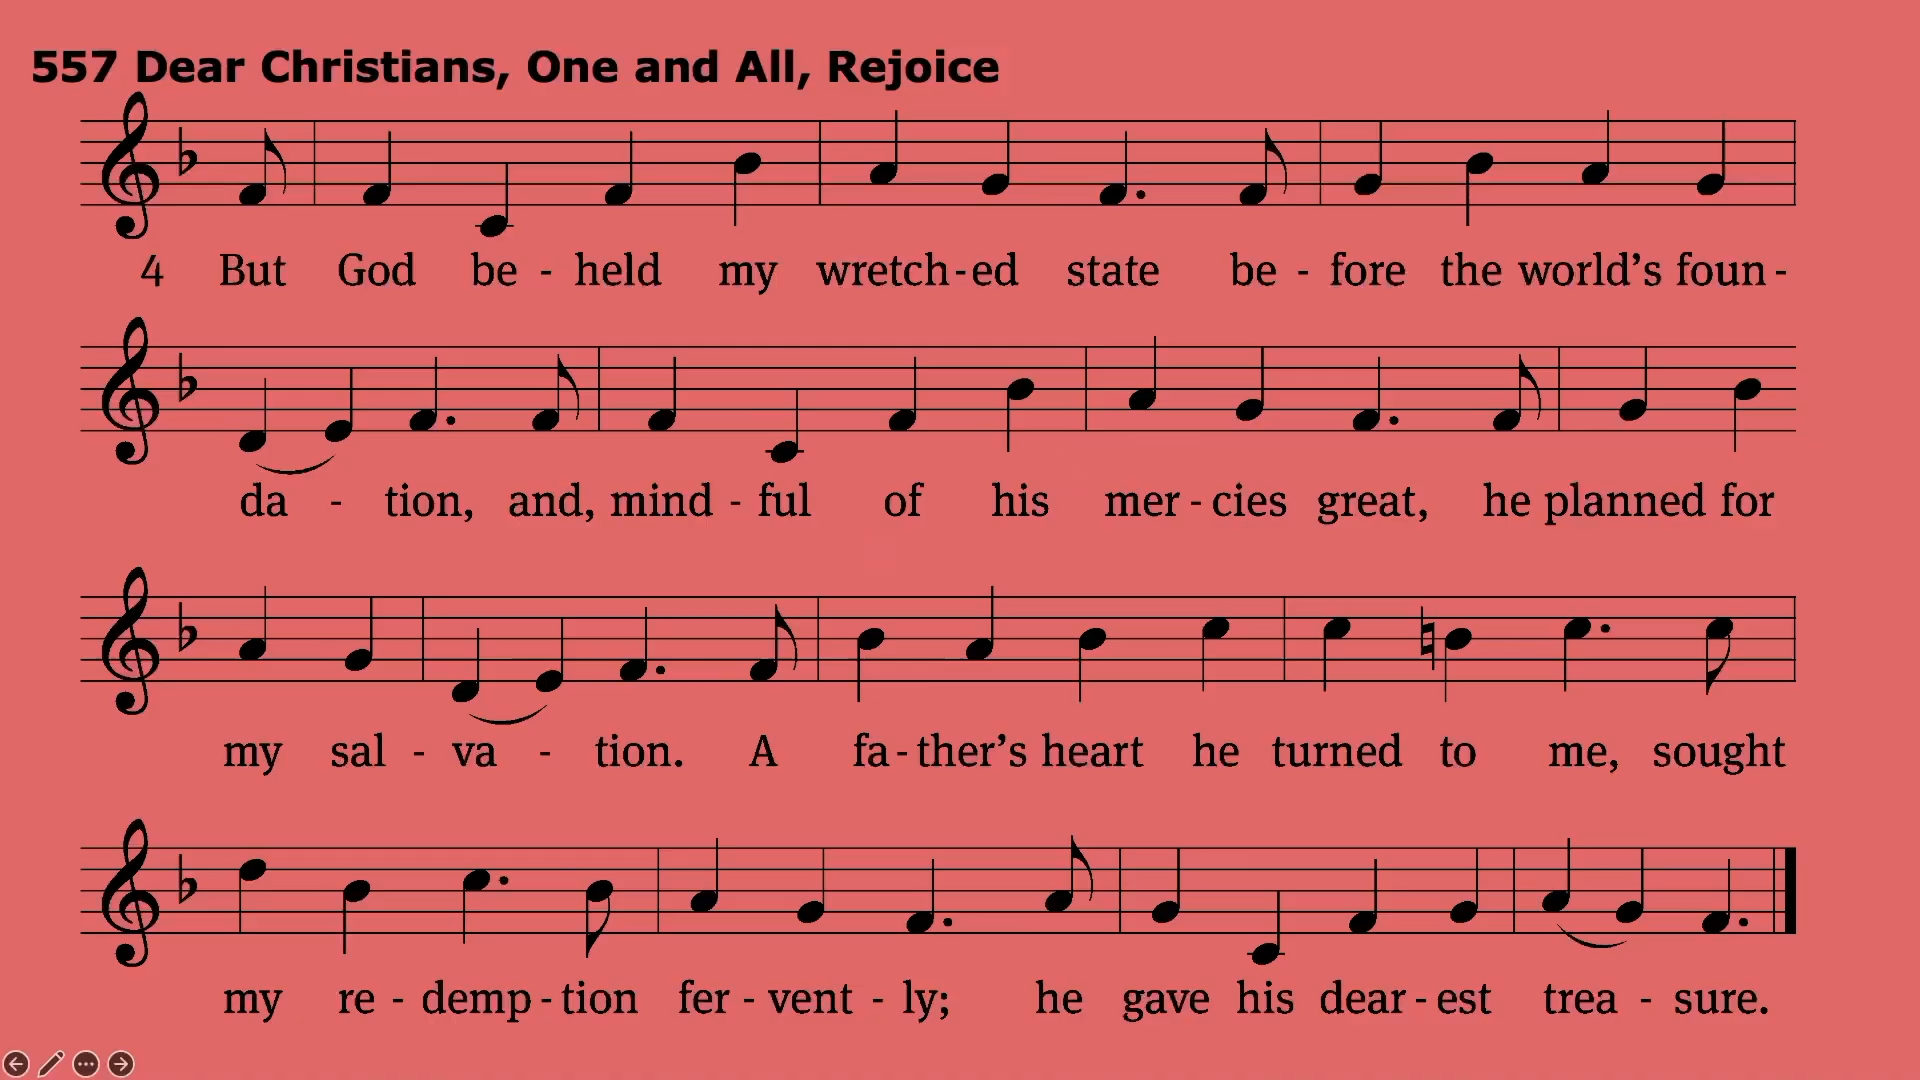 557 Dear Christians, One and All, Rejoice
4 But God be - held my wretch - ed state be - fore the world’s foun -
da - tion, and, mind - ful of his mer - cies great, he planned for
my sal - va - tion. A fa - ther’s heart he turned to me, sought
my re - demp - tion fer - vent - ly; he gave his dear - est trea - sure.